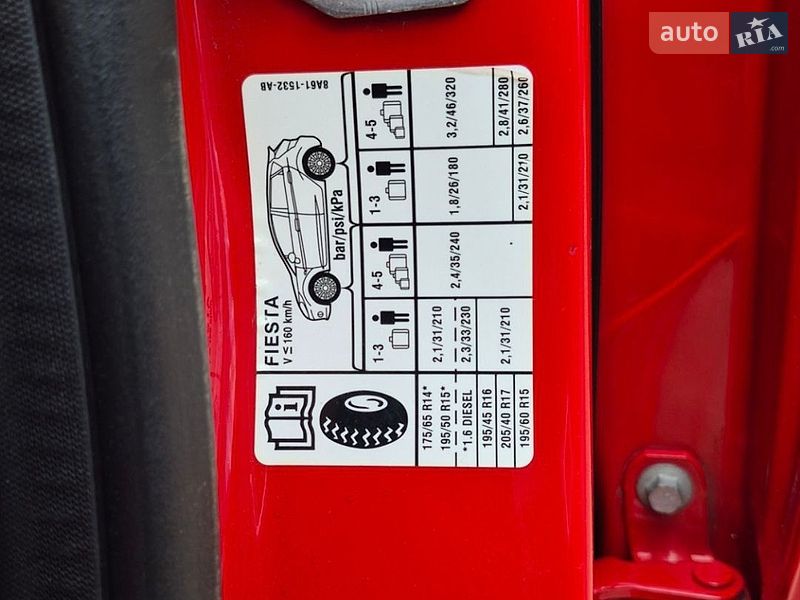 auto RIA
.com
FIESTA
V ≤ 160 km/h
8A61-1532-AB
bar/psi/kPa
1-3
4-5
1-3
4-5
175/65 R14*
195/50 R15*
*1.6 DIESEL
195/45 R16
205/40 R17
195/60 R15
2,1/31/210
2,3/33/230
2,1/31/210
2,4/35/240
1,8/26/180
2,1/31/210
3,2/46/320
2,8/41/280
2,6/37/260
i